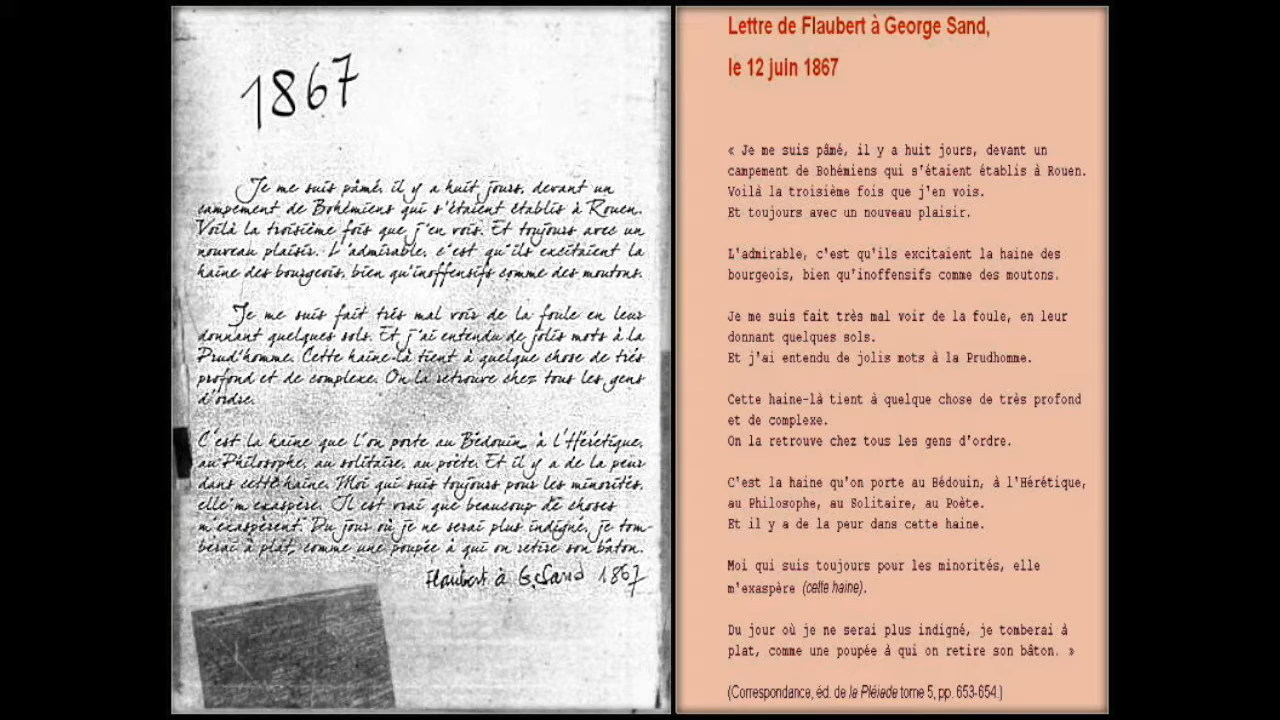 1867
Je me suis pâmé, il y a huit jours, devant un
campement de Bohémiens qui s'étaient établis à Rouen.
Voilà la troisième fois que j'en vois. Et toujours avec un
nouveau plaisir. L'admirable, c'est qu'ils excitaient la
haine des bourgeois, bien qu'inoffensifs comme des moutons.
Je me suis fait très mal voir de la foule en leur
donnant quelques sols. Et j'ai entendu de jolis mots à la
Prud'homme. Cette haine-là tient à quelque chose de très
profond et de complexe. On la retrouve chez tous les gens
d'ordre.
C'est la haine que l'on porte au Bédouin, à l'Hérétique,
au Philosophe, au solitaire, au poète. Et il y a de la peur
dans cette haine. Moi qui suis toujours pour les minorités,
elle m'exaspère. Il est vrai que beaucoup de choses
m'exaspèrent. Du jour où je ne serai plus indigné, je tom-
berai à plat, comme une poupée à qui on retire son bâton.
Flaubert à G. Sand 1867
Lettre de Flaubert à George Sand,
le 12 juin 1867
« Je me suis pâmé, il y a huit jours, devant un
campement de Bohémiens qui s'étaient établis à Rouen.
Voilà la troisième fois que j'en vois.
Et toujours avec un nouveau plaisir.
L'admirable, c'est qu'ils excitaient la haine des
bourgeois, bien qu'inoffensifs comme des moutons.
Je me suis fait très mal voir de la foule, en leur
donnant quelques sols.
Et j'ai entendu de jolis mots à la Prudhomme.
Cette haine-là tient à quelque chose de très profond
et de complexe.
On la retrouve chez tous les gens d'ordre.
C'est la haine qu'on porte au Bédouin, à l'Hérétique,
au Philosophe, au Solitaire, au Poète.
Et il y a de la peur dans cette haine.
Moi qui suis toujours pour les minorités, elle
m'exaspère (cette haine).
Du jour où je ne serai plus indigné, je tomberai à
plat, comme une poupée à qui on retire son bâton. »
(Correspondance, éd. de la Pléiade tome 5, pp. 653-654.)